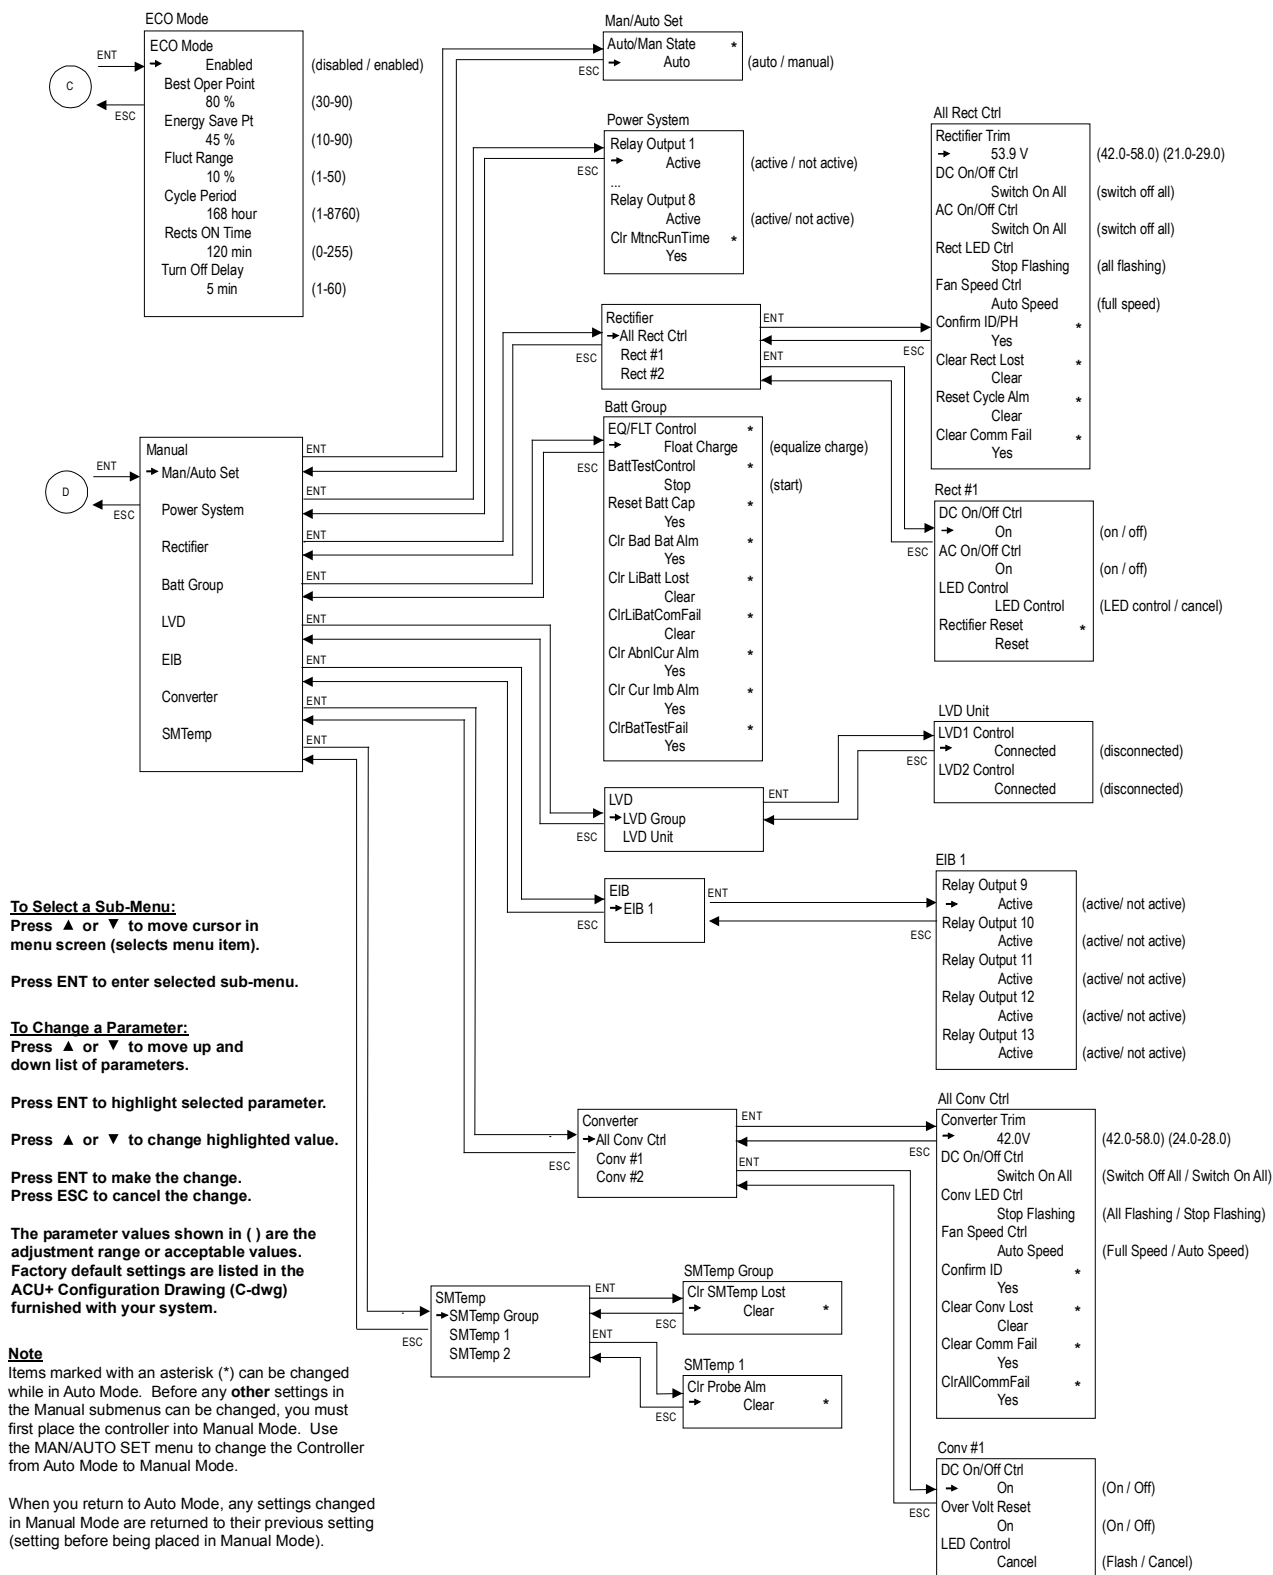 ECO Mode
ECO Mode
Enabled (disabled / enabled)
Best Oper Point
80 % (30-90)
Energy Save Pt
45 % (10-90)
Fluct Range
10 % (1-50)
Cycle Period
168 hour (1-8760)
Rects ON Time
120 min (0-255)
Turn Off Delay
5 min (1-60)
ENT
C
ESC
Man/Auto Set
Auto/Man State *
Auto (auto / manual)
ESC
Power System
Relay Output 1
Active (active / not active)
...
Relay Output 8
Active (active/ not active)
Clr MtncRunTime *
Yes
ESC
Rectifier
All Rect Ctrl
Rect #1
Rect #2
ESC
ENT
ENT
All Rect Ctrl
Rectifier Trim
53.9 V (42.0-58.0) (21.0-29.0)
DC On/Off Ctrl
Switch On All (switch off all)
AC On/Off Ctrl
Switch On All (switch off all)
Rect LED Ctrl
Stop Flashing (all flashing)
Fan Speed Ctrl
Auto Speed (full speed)
Confirm ID/PH *
Yes
Clear Rect Lost *
Clear
Reset Cycle Alm *
Clear
Clear Comm Fail *
Yes
ESC
Rect #1
DC On/Off Ctrl
On (on / off)
AC On/Off Ctrl
On (on / off)
LED Control
LED Control (LED control / cancel)
Rectifier Reset *
Reset
ESC
Batt Group
EQ/FLT Control *
Float Charge (equalize charge)
BattTestControl *
Stop (start)
Reset Batt Cap *
Yes
Clr Bad Bat Alm *
Yes
Clr LiBatt Lost *
Clear
ClrLiBatComFail *
Clear
Clr AbnlCur Alm *
Yes
Clr Cur Imb Alm *
Yes
ClrBatTestFail *
Yes
ESC
Manual
Man/Auto Set
Power System
Rectifier
Batt Group
LVD
EIB
Converter
SMTemp
ENT
D
ESC
ENT
ENT
ENT
ENT
ENT
ENT
ENT
ENT
LVD
LVD Group
LVD Unit
ESC
ENT
LVD Unit
LVD1 Control
Connected (disconnected)
LVD2 Control
Connected (disconnected)
ESC
EIB
EIB 1
ESC
ENT
EIB 1
Relay Output 9
Active (active/ not active)
Relay Output 10
Active (active/ not active)
Relay Output 11
Active (active/ not active)
Relay Output 12
Active (active/ not active)
Relay Output 13
Active (active/ not active)
ESC
Converter
All Conv Ctrl
Conv #1
Conv #2
ESC
ENT
ENT
All Conv Ctrl
Converter Trim
42.0V (42.0-58.0) (24.0-28.0)
DC On/Off Ctrl
Switch On All (Switch Off All / Switch On All)
Conv LED Ctrl
Stop Flashing (All Flashing / Stop Flashing)
Fan Speed Ctrl
Auto Speed (Full Speed / Auto Speed)
Confirm ID *
Yes
Clear Conv Lost *
Clear
Clear Comm Fail *
Yes
ClrAllCommFail *
Yes
ESC
Conv #1
DC On/Off Ctrl
On (On / Off)
Over Volt Reset
On (On / Off)
LED Control
Cancel (Flash / Cancel)
ESC
SMTemp
SMTemp Group
SMTemp 1
SMTemp 2
ESC
ENT
ENT
SMTemp Group
Clr SMTemp Lost
Clear *
ESC
SMTemp 1
Clr Probe Alm
Clear *
ESC
To Select a Sub-Menu:
Press ▲ or ▼ to move cursor in
menu screen (selects menu item).
Press ENT to enter selected sub-menu.
To Change a Parameter:
Press ▲ or ▼ to move up and
down list of parameters.
Press ENT to highlight selected parameter.
Press ▲ or ▼ to change highlighted value.
Press ENT to make the change.
Press ESC to cancel the change.
The parameter values shown in ( ) are the
adjustment range or acceptable values.
Factory default settings are listed in the
ACU+ Configuration Drawing (C-dwg)
furnished with your system.
Note
Items marked with an asterisk (*) can be changed
while in Auto Mode. Before any other settings in
the Manual submenus can be changed, you must
first place the controller into Manual Mode. Use
the MAN/AUTO SET menu to change the Controller
from Auto Mode to Manual Mode.
When you return to Auto Mode, any settings changed
in Manual Mode are returned to their previous setting
(setting before being placed in Manual Mode).